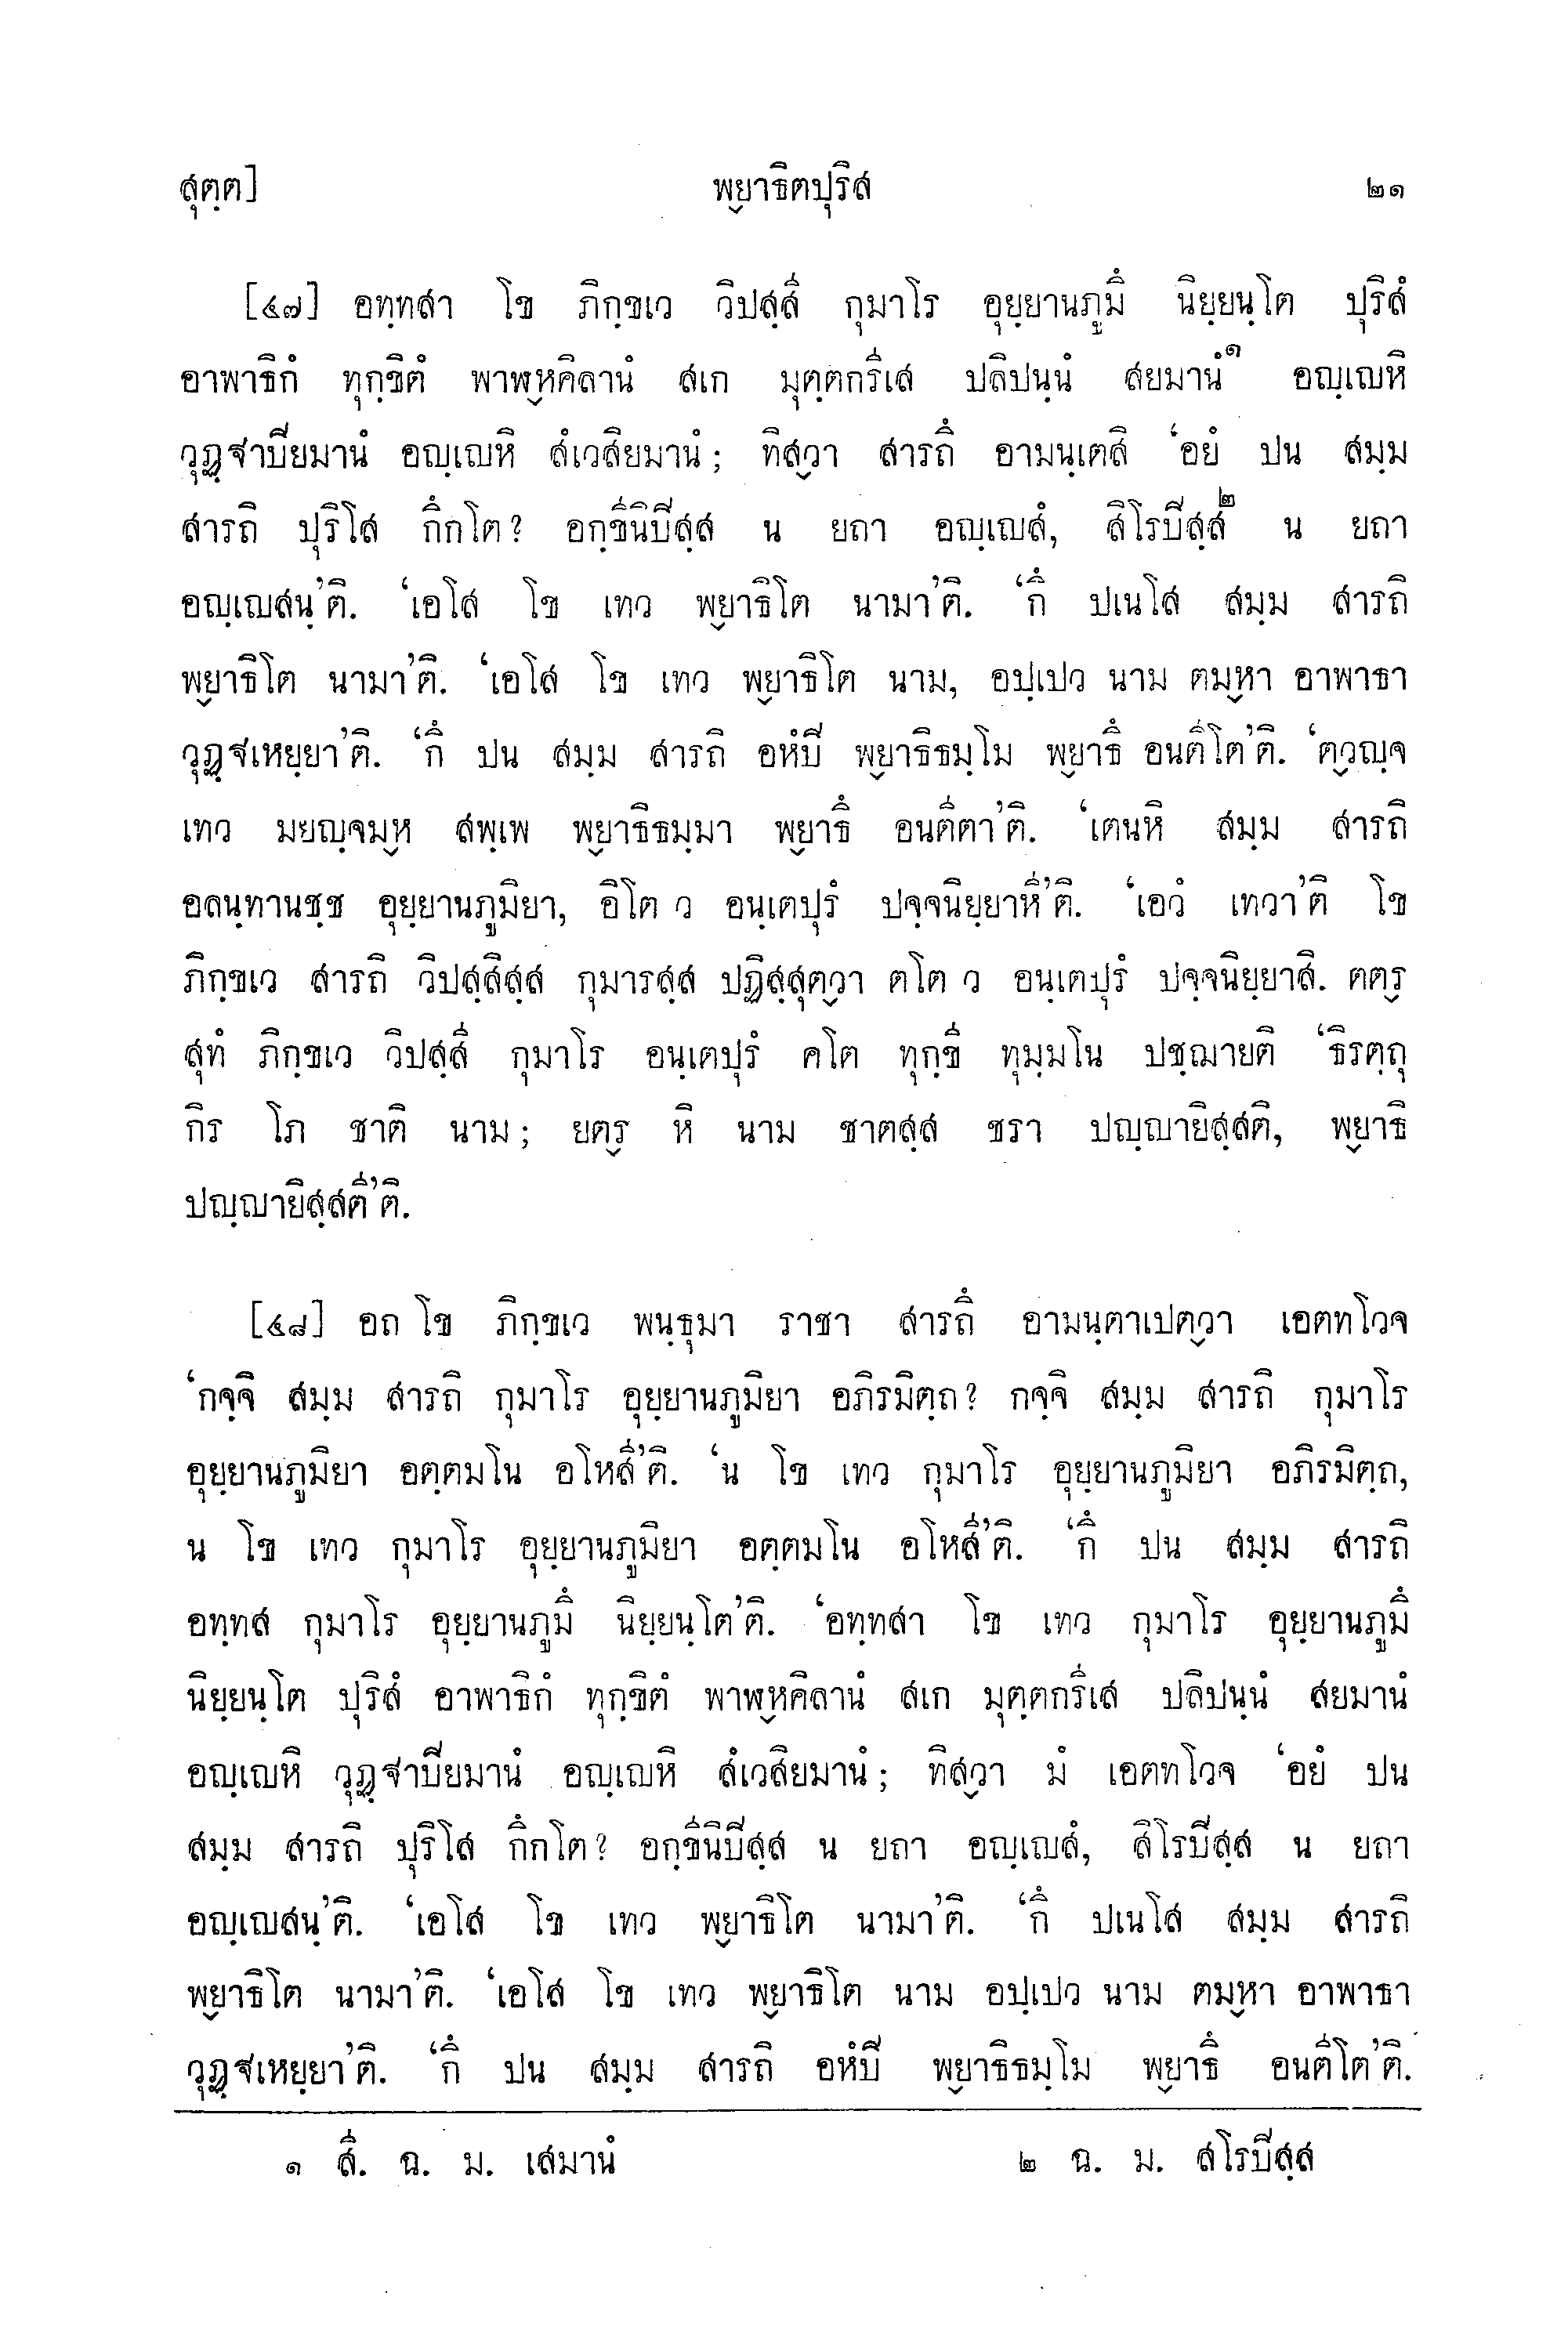 สุตฺต]	พ๎ยาธิตปุริส	๒๑
[๔๗] อทฺทสา โข ภิกฺขเว วิปสฺสี กุมาโร อุยฺยานภูมึ นิยฺยนฺโต ปุริสํ
อาพาธิกํ ทุกฺขิตํ พาฬ๎หคิลานํ สเก มุตฺตกรีเส ปลิปนฺนํ สยมานํ๑ อญฺเญหิ
วุฏฺฐาปียมานํ อญฺเญหิ สํเวสิยมานํ; ทิส๎วา สารถึ อามนฺเตสิ ‘อยํ ปน สมฺม
สารถิ ปุริโส กึกโต? อกฺขีนิปีสฺส น ยถา อญฺเญสํ, สิโรปีสฺส๒ น ยถา
อญฺเญสนฺ’ติ. ‘เอโส โข เทว พ๎ยาธิโต นามา’ติ. ‘กึ ปเนโส สมฺม สารถิ
พ๎ยาธิโต นามา’ติ. ‘เอโส โข เทว พ๎ยาธิโต นาม, อปฺเปว นาม ตม๎หา อาพาธา
วุฏฺฐเหยฺยา’ติ. ‘กึ ปน สมฺม สารถิ อหํปี พ๎ยาธิธมฺโม พ๎ยาธึ อนตีโต’ติ. ‘ต๎วญฺจ
เทว มยญฺจม๎ห สพฺเพ พ๎ยาธิธมฺมา พ๎ยาธึ อนตีตา’ติ. ‘เตนหิ สมฺม สารถิ
อลนฺทานชฺช อุยฺยานภูมิยา, อิโต ว อนฺเตปุรํ ปจฺจนิยฺยาหี’ติ. ‘เอวํ เทวา’ติ โข
ภิกฺขเว สารถิ วิปสฺสิสฺส กุมารสฺส ปฏิสฺสุต๎วา ตโต ว อนฺเตปุรํ ปจฺจนิยฺยาสิ. ตต๎ร
สุทํ ภิกฺขเว วิปสฺสี กุมาโร อนฺเตปุรํ คโต ทุกฺขี ทุมฺมโน ปชฺฌายติ ‘ธิรตฺถุ
กิร โภ ชาติ นาม; ยต๎ร หิ นาม ชาตสฺส ชรา ปญฺญายิสฺสติ, พ๎ยาธิ
ปญฺญายิสฺสตี’ติ.
[๔๘] อถ โข ภิกฺขเว พนฺธุมา ราชา สารถึ อามนฺตาเปต๎วา เอตทโวจ
‘กจฺจิ สมฺม สารถิ กุมาโร อุยฺยานภูมิยา อภิรมิตฺถ? กจฺจิ สมฺม สารถิ กุมาโร
อุยฺยานภูมิยา อตฺตมโน อโหสี’ติ. ‘น โข เทว กุมาโร อุยฺยานภูมิยา อภิรมิตฺถ,
น โข เทว กุมาโร อุยฺยานภูมิยา อตฺตมโน อโหสี’ติ. ‘กึ ปน สมฺม สารถิ
อทฺทส กุมาโร อุยฺยานภูมึ นิยฺยนฺโต’ติ. ‘อทฺทสา โข เทว กุมาโร อุยฺยานภูมึ
นิยฺยนฺโต ปุริสํ อาพาธิกํ ทุกฺขิตํ พาฬ๎หคิลานํ สเก มุตฺตกรีเส ปลิปนฺนํ สยมานํ
อญฺเญหิ วุฏฺฐาปียมานํ อญฺเญหิ สํเวสิยมานํ; ทิส๎วา มํ เอตทโวจ ‘อยํ ปน
สมฺม สารถิ ปุริโส กึกโต? อกฺขีนิปีสฺส น ยถา อญฺเญสํ, สิโรปีสฺส น ยถา
อญฺเญสนฺ’ติ. ‘เอโส โข เทว พ๎ยาธิโต นามา’ติ. ‘กึ ปเนโส สมฺม สารถิ
พ๎ยาธิโต นามา’ติ. ‘เอโส โข เทว พ๎ยาธิโต นาม อปฺเปว นาม ตม๎หา อาพาธา
วุฏฺฐเหยฺยา’ติ. ‘กึ ปน สมฺม สารถิ อหํปี พ๎ยาธิธมฺโม พ๎ยาธึ อนตีโต’ติ.
๑ สี. ฉ. ม. เสมานํ	๒ ฉ. ม. สโรปีสฺส